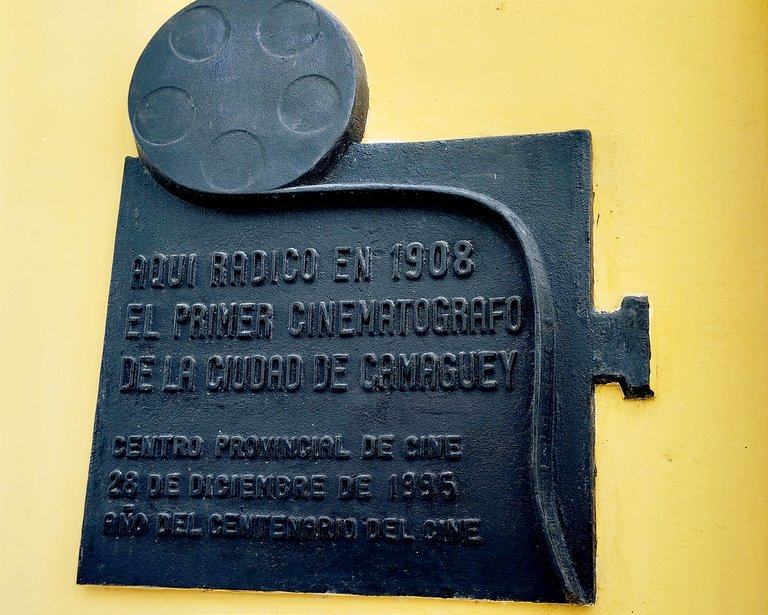 AQUI RADICO EN 1908
EL PRIMER CINEMATOGRAFO
DE LA CIUDAD DE CAMAGUEY
CENTRO PROVINCIAL DE CINE
28 DE DICIEMBRE DE 1995
AÑO DEL CENTENARIO DEL CINE